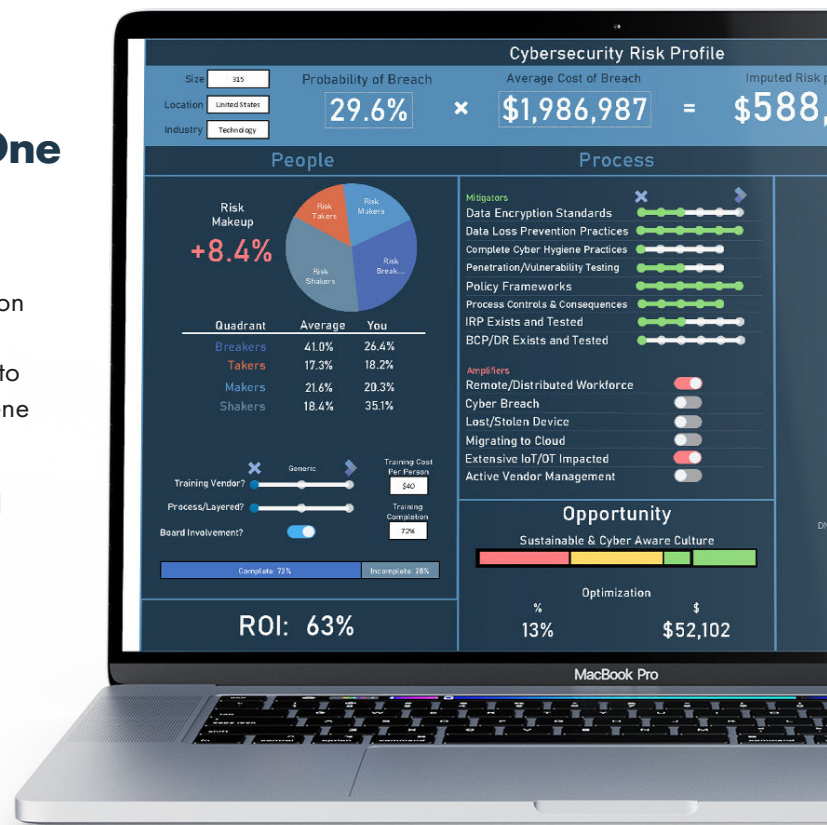 One
on
to
ne
Cybersecurity Risk Profile
Size 315
Location United States
Industry Technology
Probability of Breach
29.6%
×
Average Cost of Breach
$1,986,987
=
Imputed Risk p
$588,
People
Process
Risk
Makeup
+8.4%
Risk
Takers
Risk
Makers
Risk
Shakers
Risk
Break...
Quadrant Average You
Breakers 41.0% 26.4%
Takers 17.3% 18.2%
Makers 21.6% 20.3%
Shakers 18.4% 35.1%
Generic
Training Cost
Per Person
$40
Training Vendor?
Process/Layered?
Training
Completion
72%
Board Involvement?
Complete: 72% Incomplete: 28%
ROI: 63%
Mitigators
Data Encryption Standards
Data Loss Prevention Practices
Complete Cyber Hygiene Practices
Penetration/Vulnerability Testing
Policy Frameworks
Process Controls & Consequences
IRP Exists and Tested
BCP/DR Exists and Tested
Amplifiers
Remote/Distributed Workforce
Cyber Breach
Lost/Stolen Device
Migrating to Cloud
Extensive IoT/OT Impacted
Active Vendor Management
Opportunity
Sustainable & Cyber Aware Culture
Optimization
% $
13% $52,102
MacBook Pro